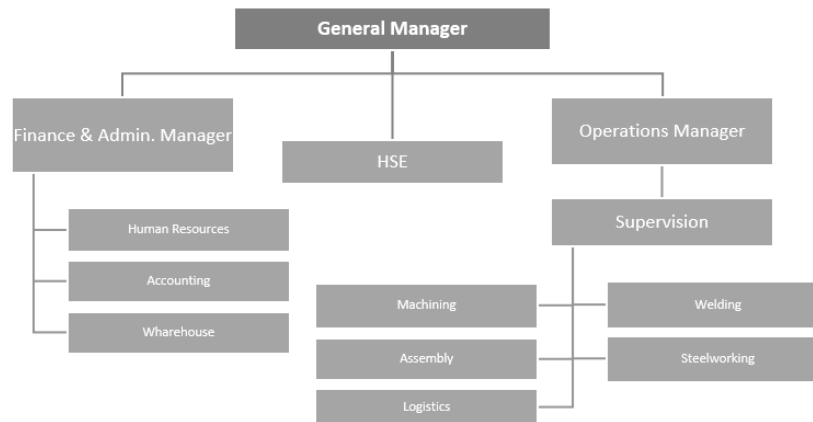 General Manager
Finance & Admin. Manager
Operations Manager
HSE
Supervision
Human Resources
Accounting
Wharehouse
Machining
Welding
Assembly
Steelworking
Logistics